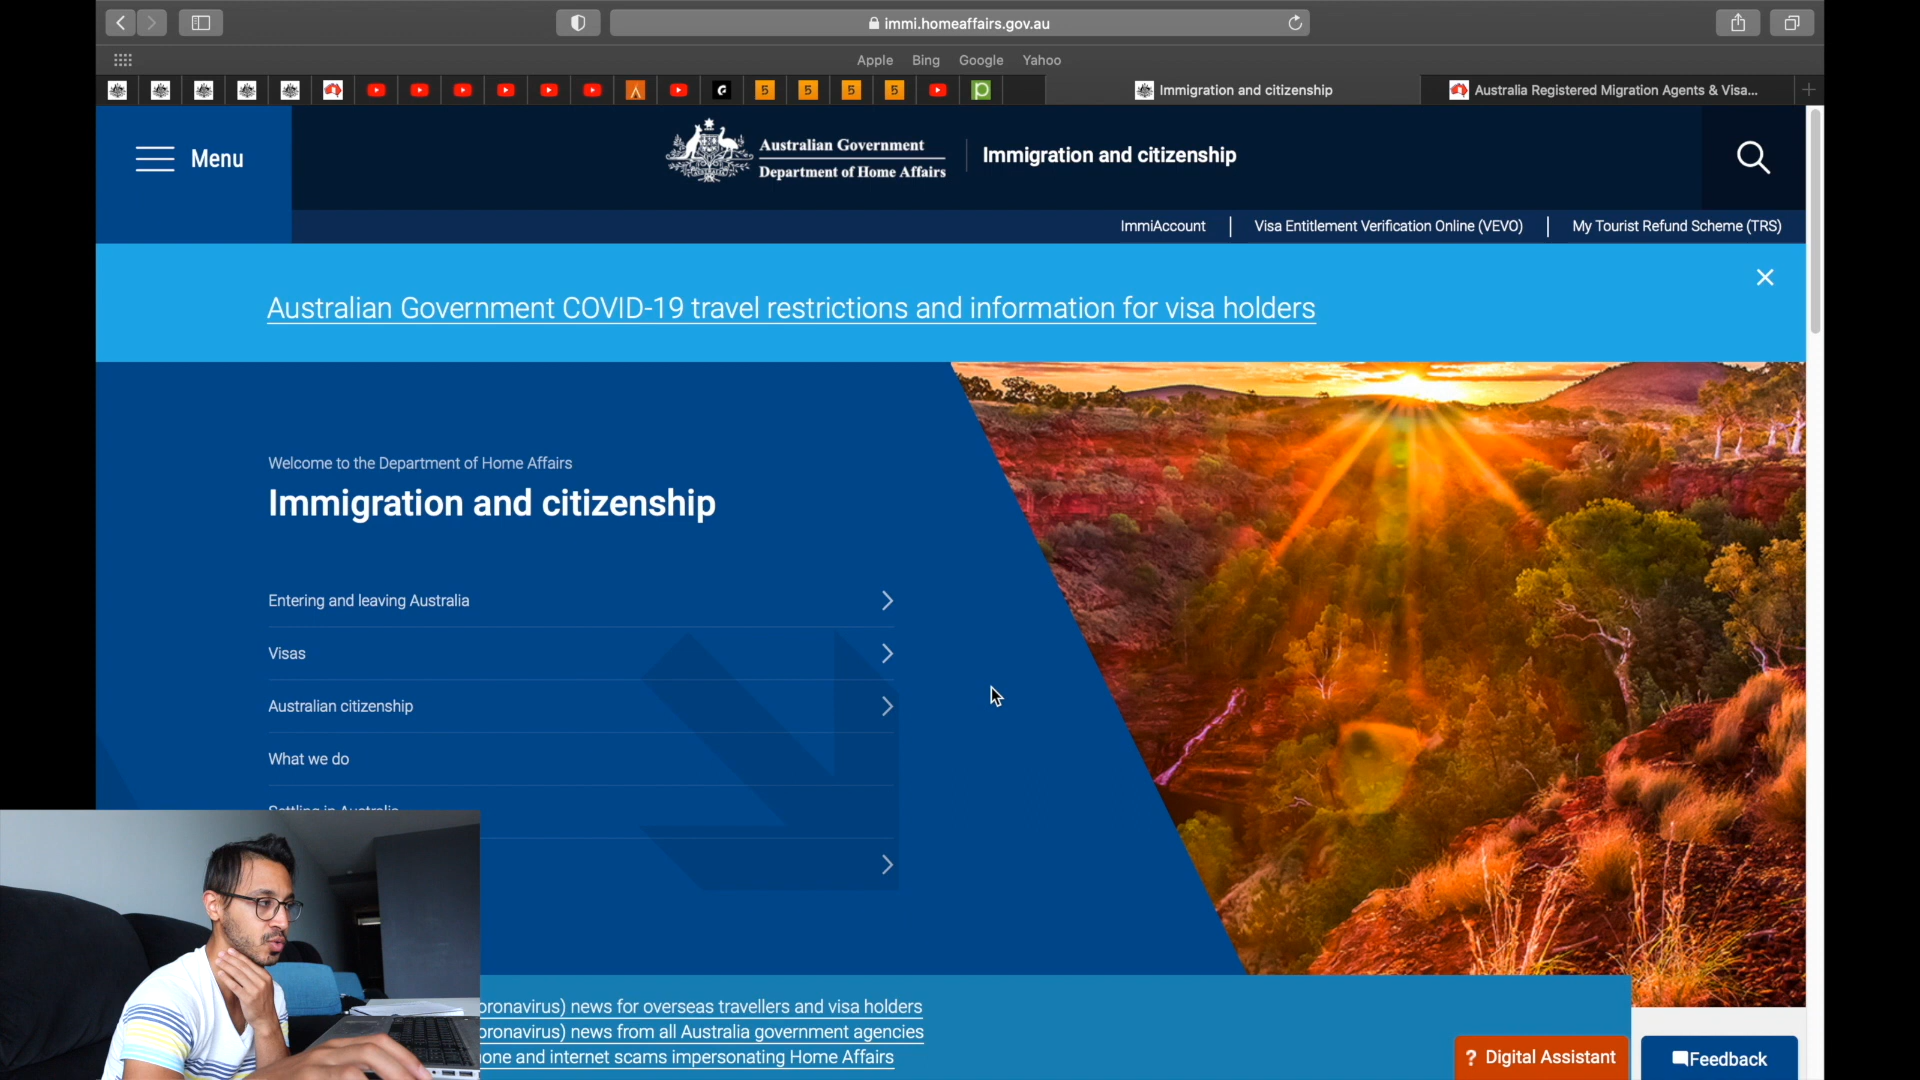 immi.homeaffairs.gov.au
Apple Bing Google Yahoo
5 5 5 5
Immigration and citizenship
Australia Registered Migration Agents & Visa...
Menu
Australian Government
Department of Home Affairs
Immigration and citizenship
ImmiAccount
Visa Entitlement Verification Online (VEVO)
My Tourist Refund Scheme (TRS)
Australian Government COVID-19 travel restrictions and information for visa holders
Welcome to the Department of Home Affairs
Immigration and citizenship
Entering and leaving Australia
Visas
Australian citizenship
What we do
Settling in Australia
oronavirus) news for overseas travellers and visa holders
oronavirus) news from all Australia government agencies
one and internet scams impersonating Home Affairs
? Digital Assistant
Feedback